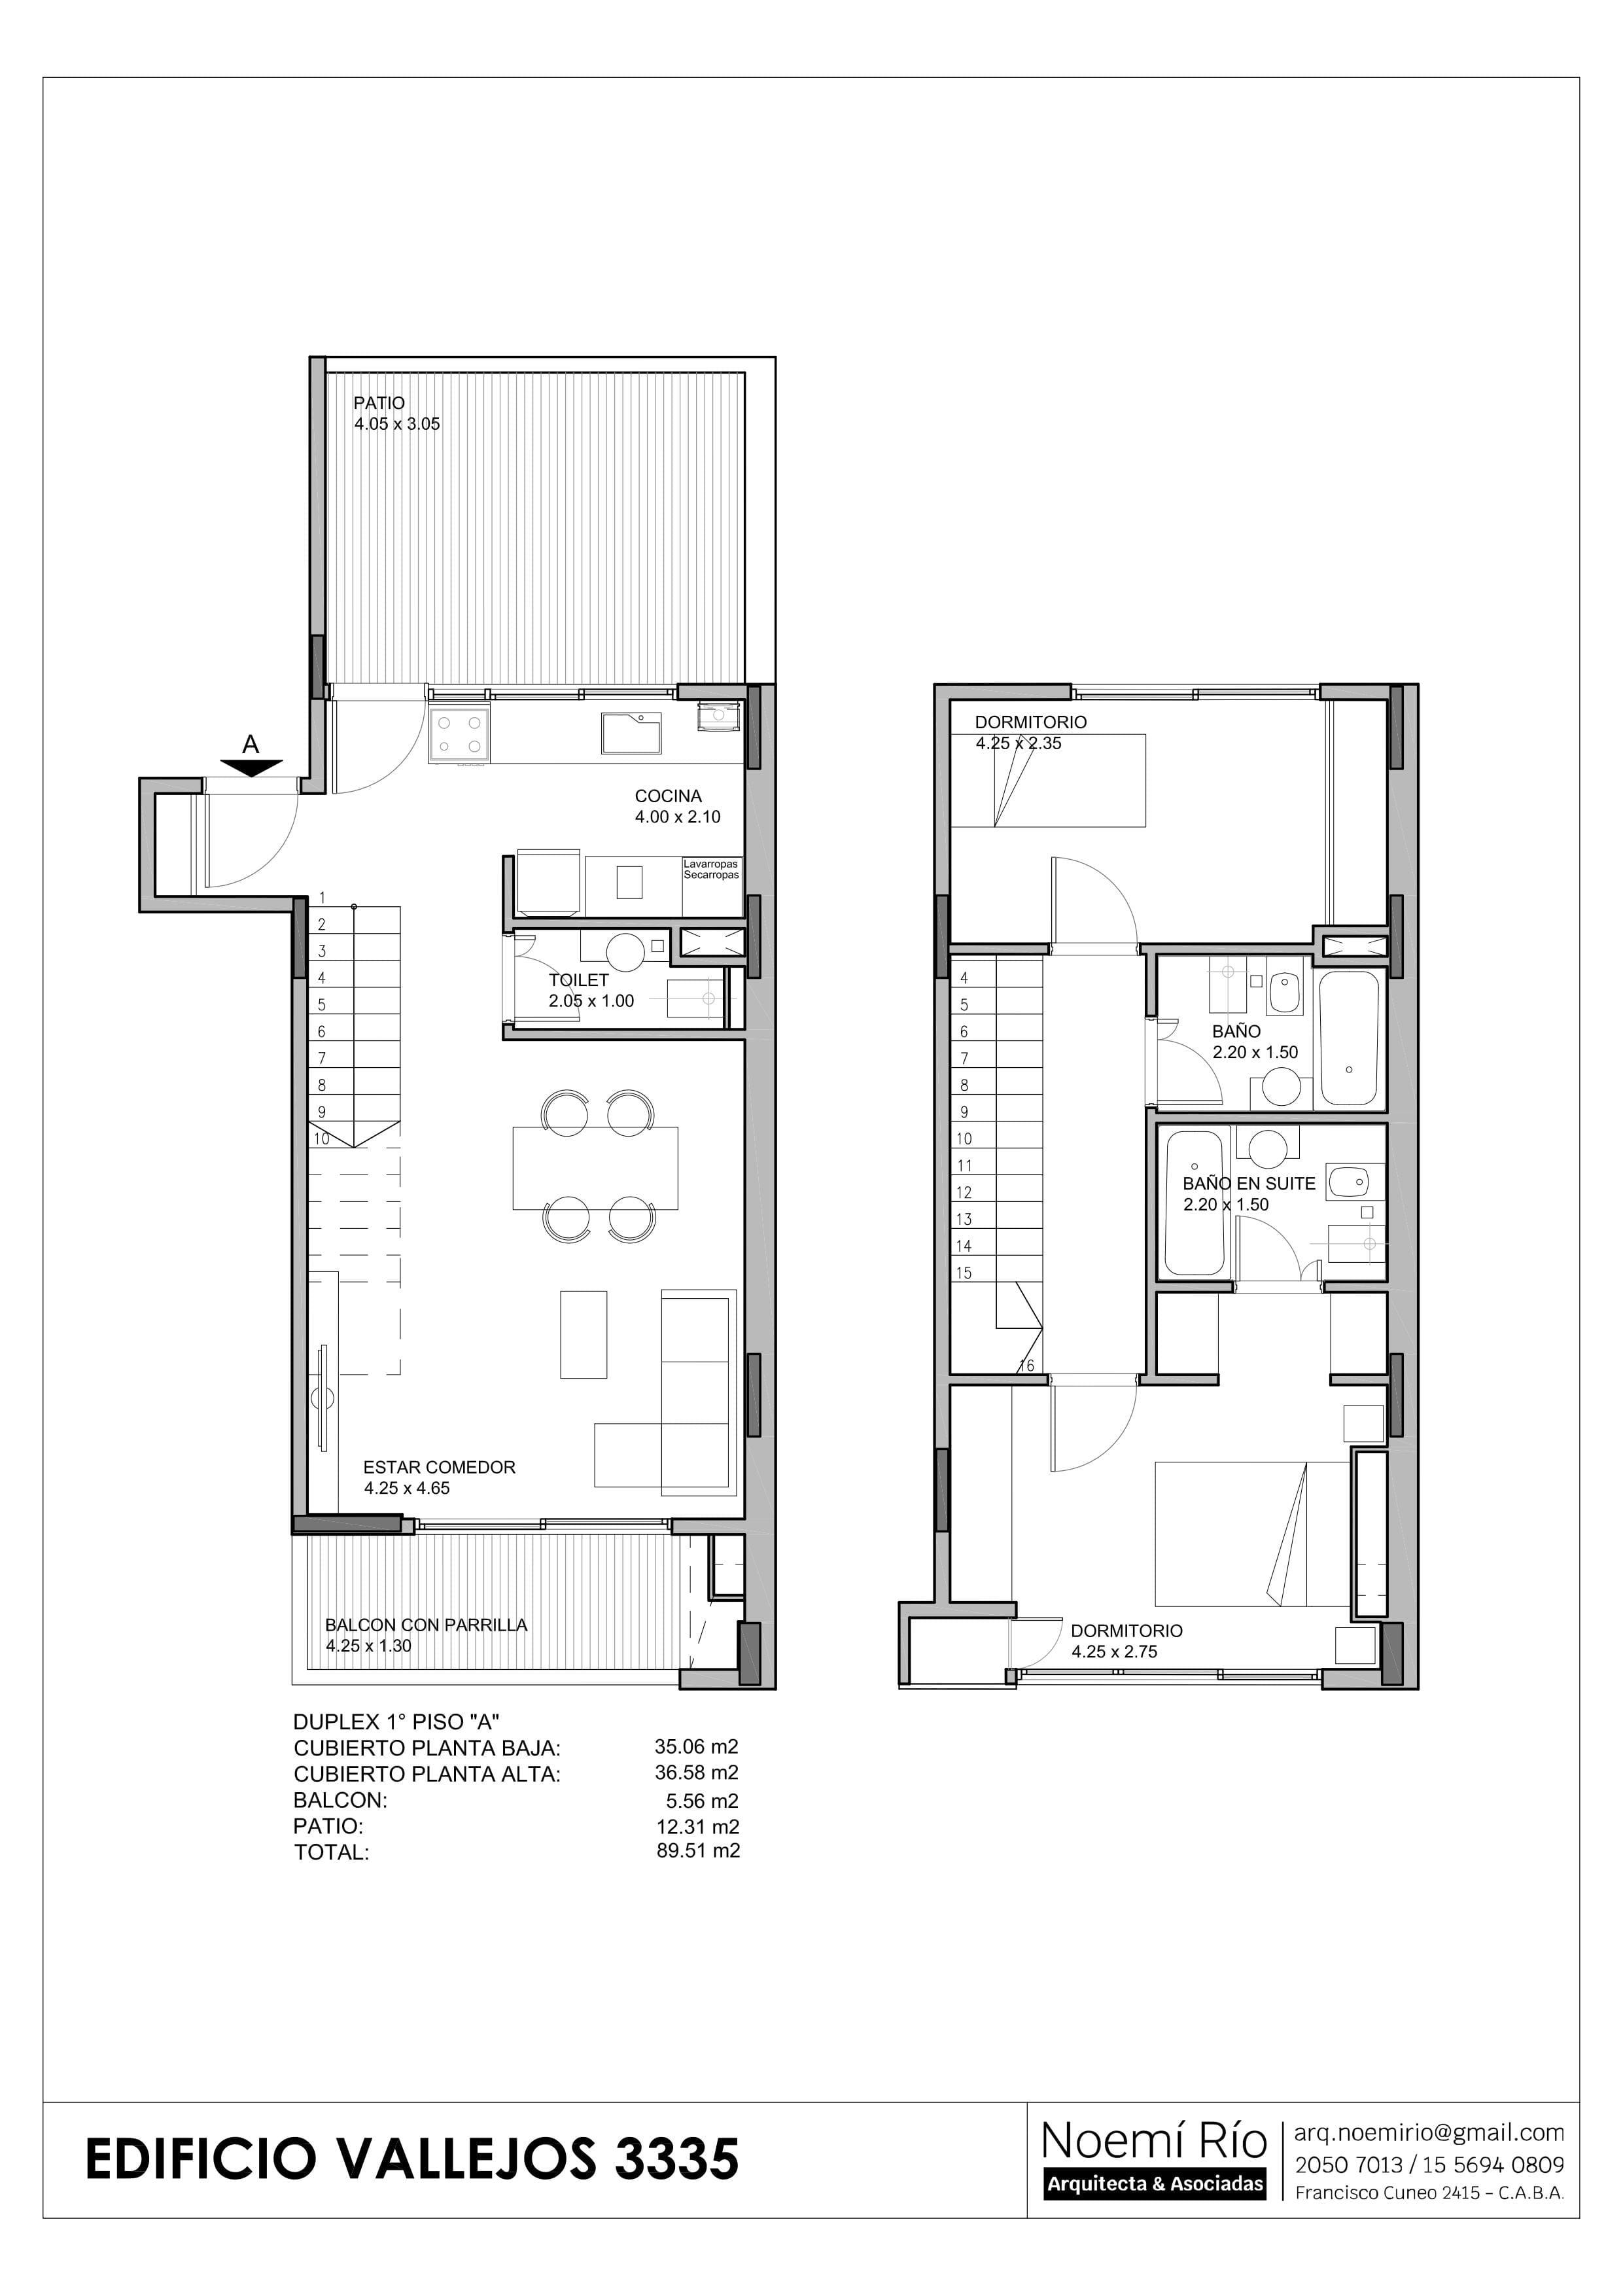 PATIO
4.05 x 3.05
A
COCINA
4.00 x 2.10
Lavarropas
Secarropas
1
2
3
4
5
6
7
8
9
10
TOILET
2.05 x 1.00
ESTAR COMEDOR
4.25 x 4.65
BALCON CON PARRILLA
4.25 x 1.30
DORMITORIO
4.25 x 2.35
4
5
6
7
8
9
10
11
12
13
14
15
16
BAÑO
2.20 x 1.50
BAÑO EN SUITE
2.20 x 1.50
DORMITORIO
4.25 x 2.75
DUPLEX 1° PISO "A"
CUBIERTO PLANTA BAJA: 35.06 m2
CUBIERTO PLANTA ALTA: 36.58 m2
BALCON: 5.56 m2
PATIO: 12.31 m2
TOTAL: 89.51 m2
EDIFICIO VALLEJOS 3335
Noemí Río
Arquitecta & Asociadas
arq.noemirio@gmail.com
2050 7013 / 15 5694 0809
Francisco Cuneo 2415 - C.A.B.A.